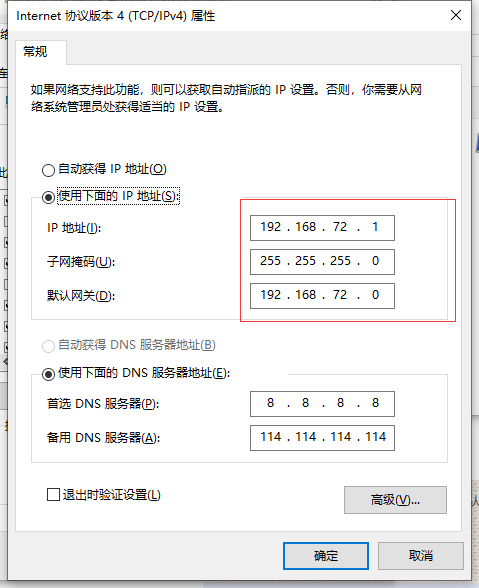 Internet 协议版本 4 (TCP/IPv4) 属性
常规
如果网络支持此功能，则可以获取自动指派的 IP 设置。否则，你需要从网
络系统管理员处获得适当的 IP 设置。
自动获得 IP 地址(O)
使用下面的 IP 地址(S):
IP 地址(I): 192 . 168 . 72 . 1
子网掩码(U): 255 . 255 . 255 . 0
默认网关(D): 192 . 168 . 72 . 0
自动获得 DNS 服务器地址(B)
使用下面的 DNS 服务器地址(E):
首选 DNS 服务器(P): 8 . 8 . 8 . 8
备用 DNS 服务器(A): 114 . 114 . 114 . 114
退出时验证设置(L)
高级(V)...
确定 取消